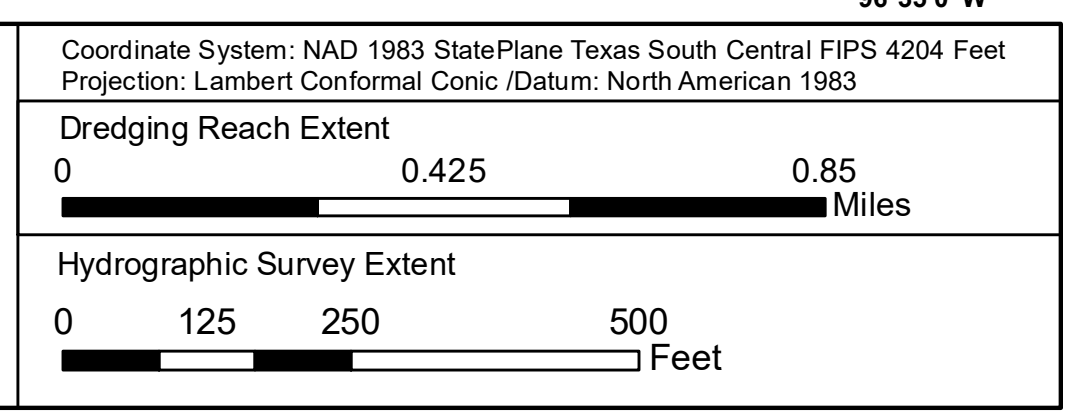 Coordinate System: NAD 1983 StatePlane Texas South Central FIPS 4204 Feet
Projection: Lambert Conformal Conic /Datum: North American 1983
Dredging Reach Extent
0 0.425 0.85
Miles
Hydrographic Survey Extent
0 125 250 500
Feet